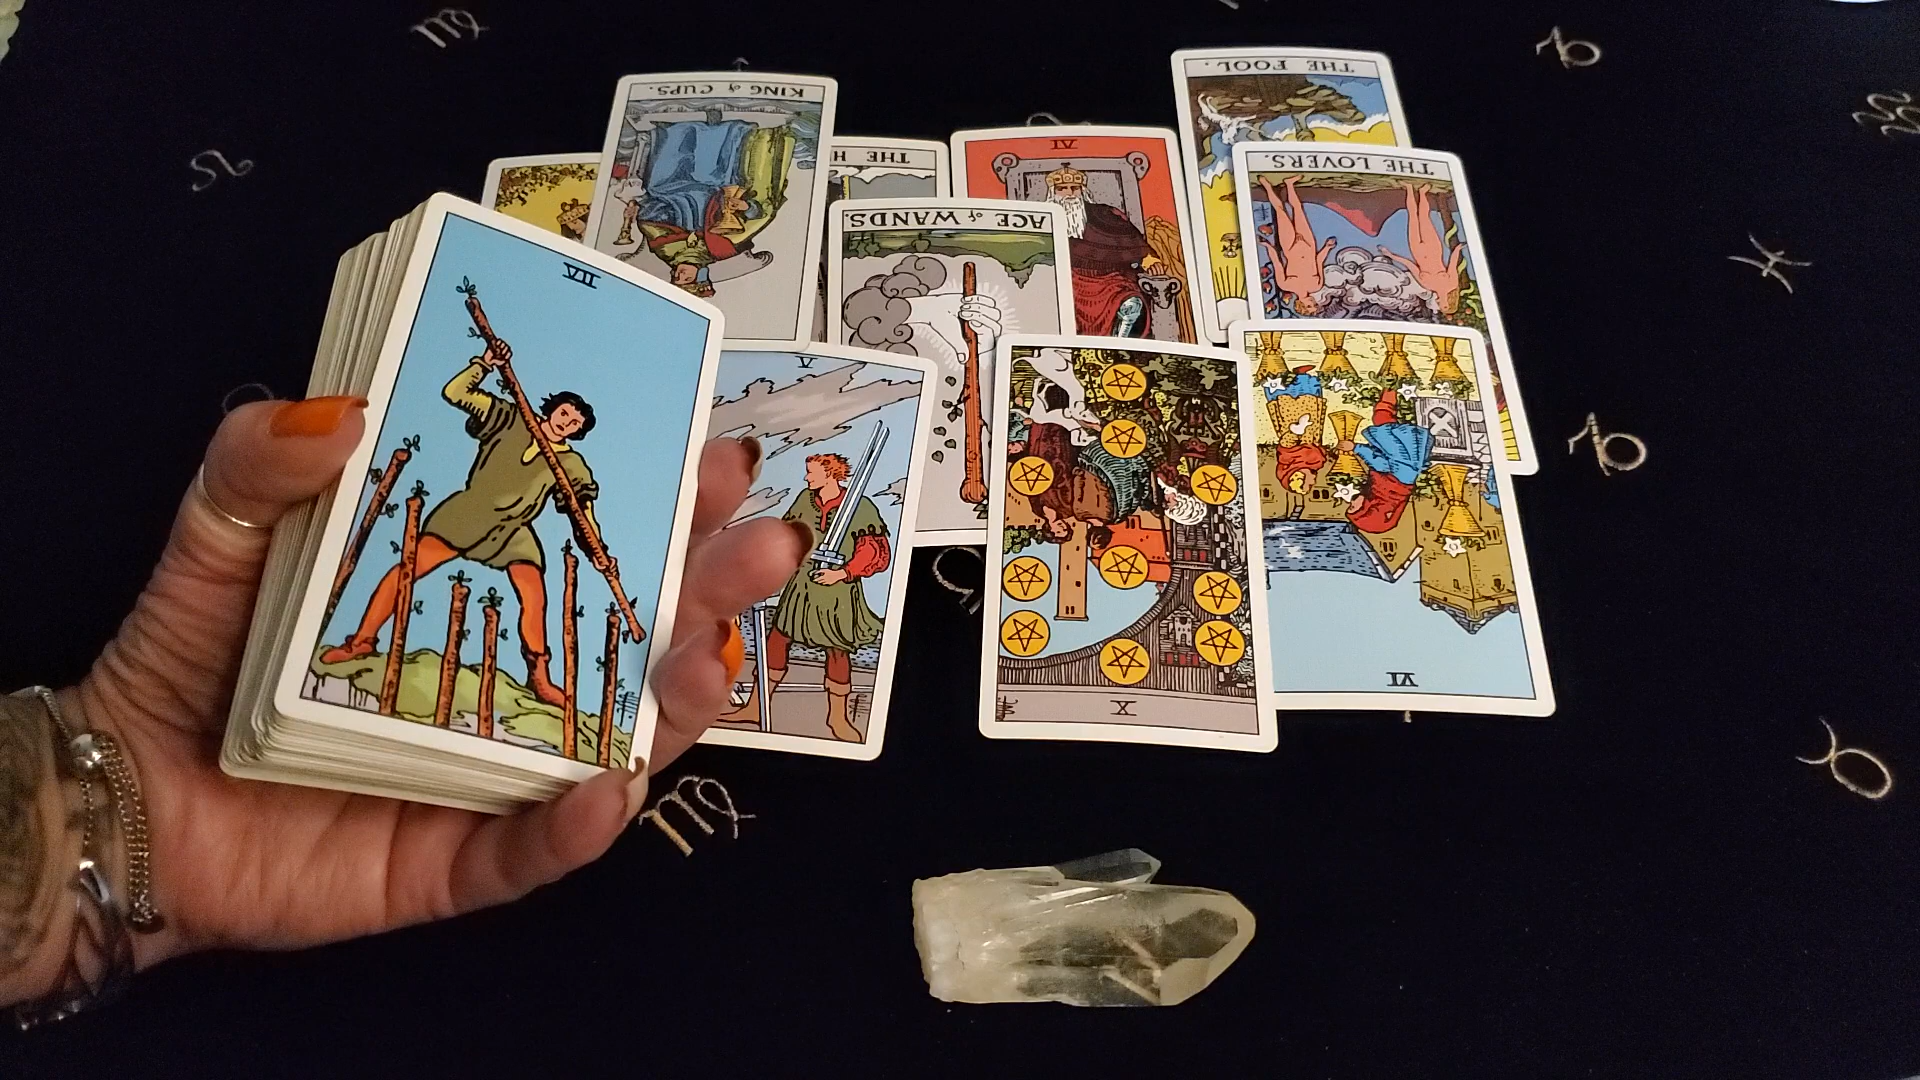 THE FOOL.
KING of CUPS.
THE H
IV
THE LOVERS.
ACE of WANDS.
VII
V
X
VI